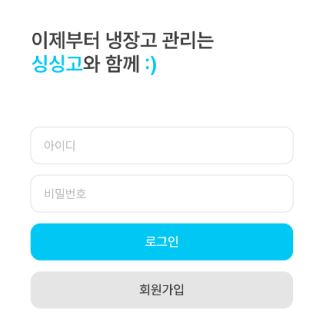 이제부터 냉장고 관리는
싱싱고와 함께 :)
아이디
비밀번호
로그인
회원가입